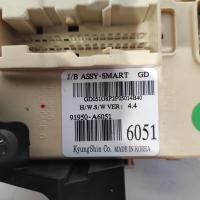 J/B ASSY-SMART GD
H/W.S/W VER: 4.4
91950-A6051
6051
KyungShin Co.
MADE IN KOREA